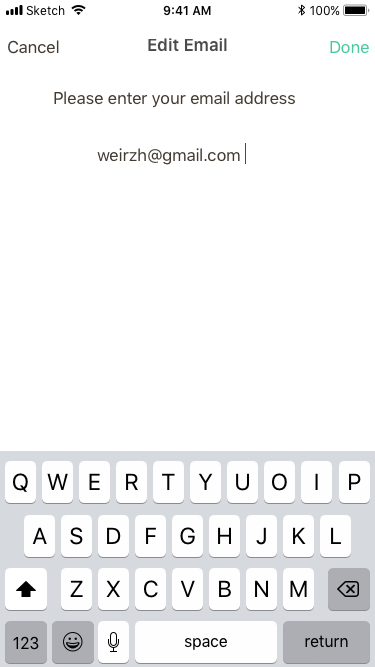 Sketch 9:41 AM 100%
Cancel Edit Email Done
Please enter your email address
weirzh@gmail.com
Q W E R T Y U O I P
A S D F G H J K L
Z X C V B N M
123 space return